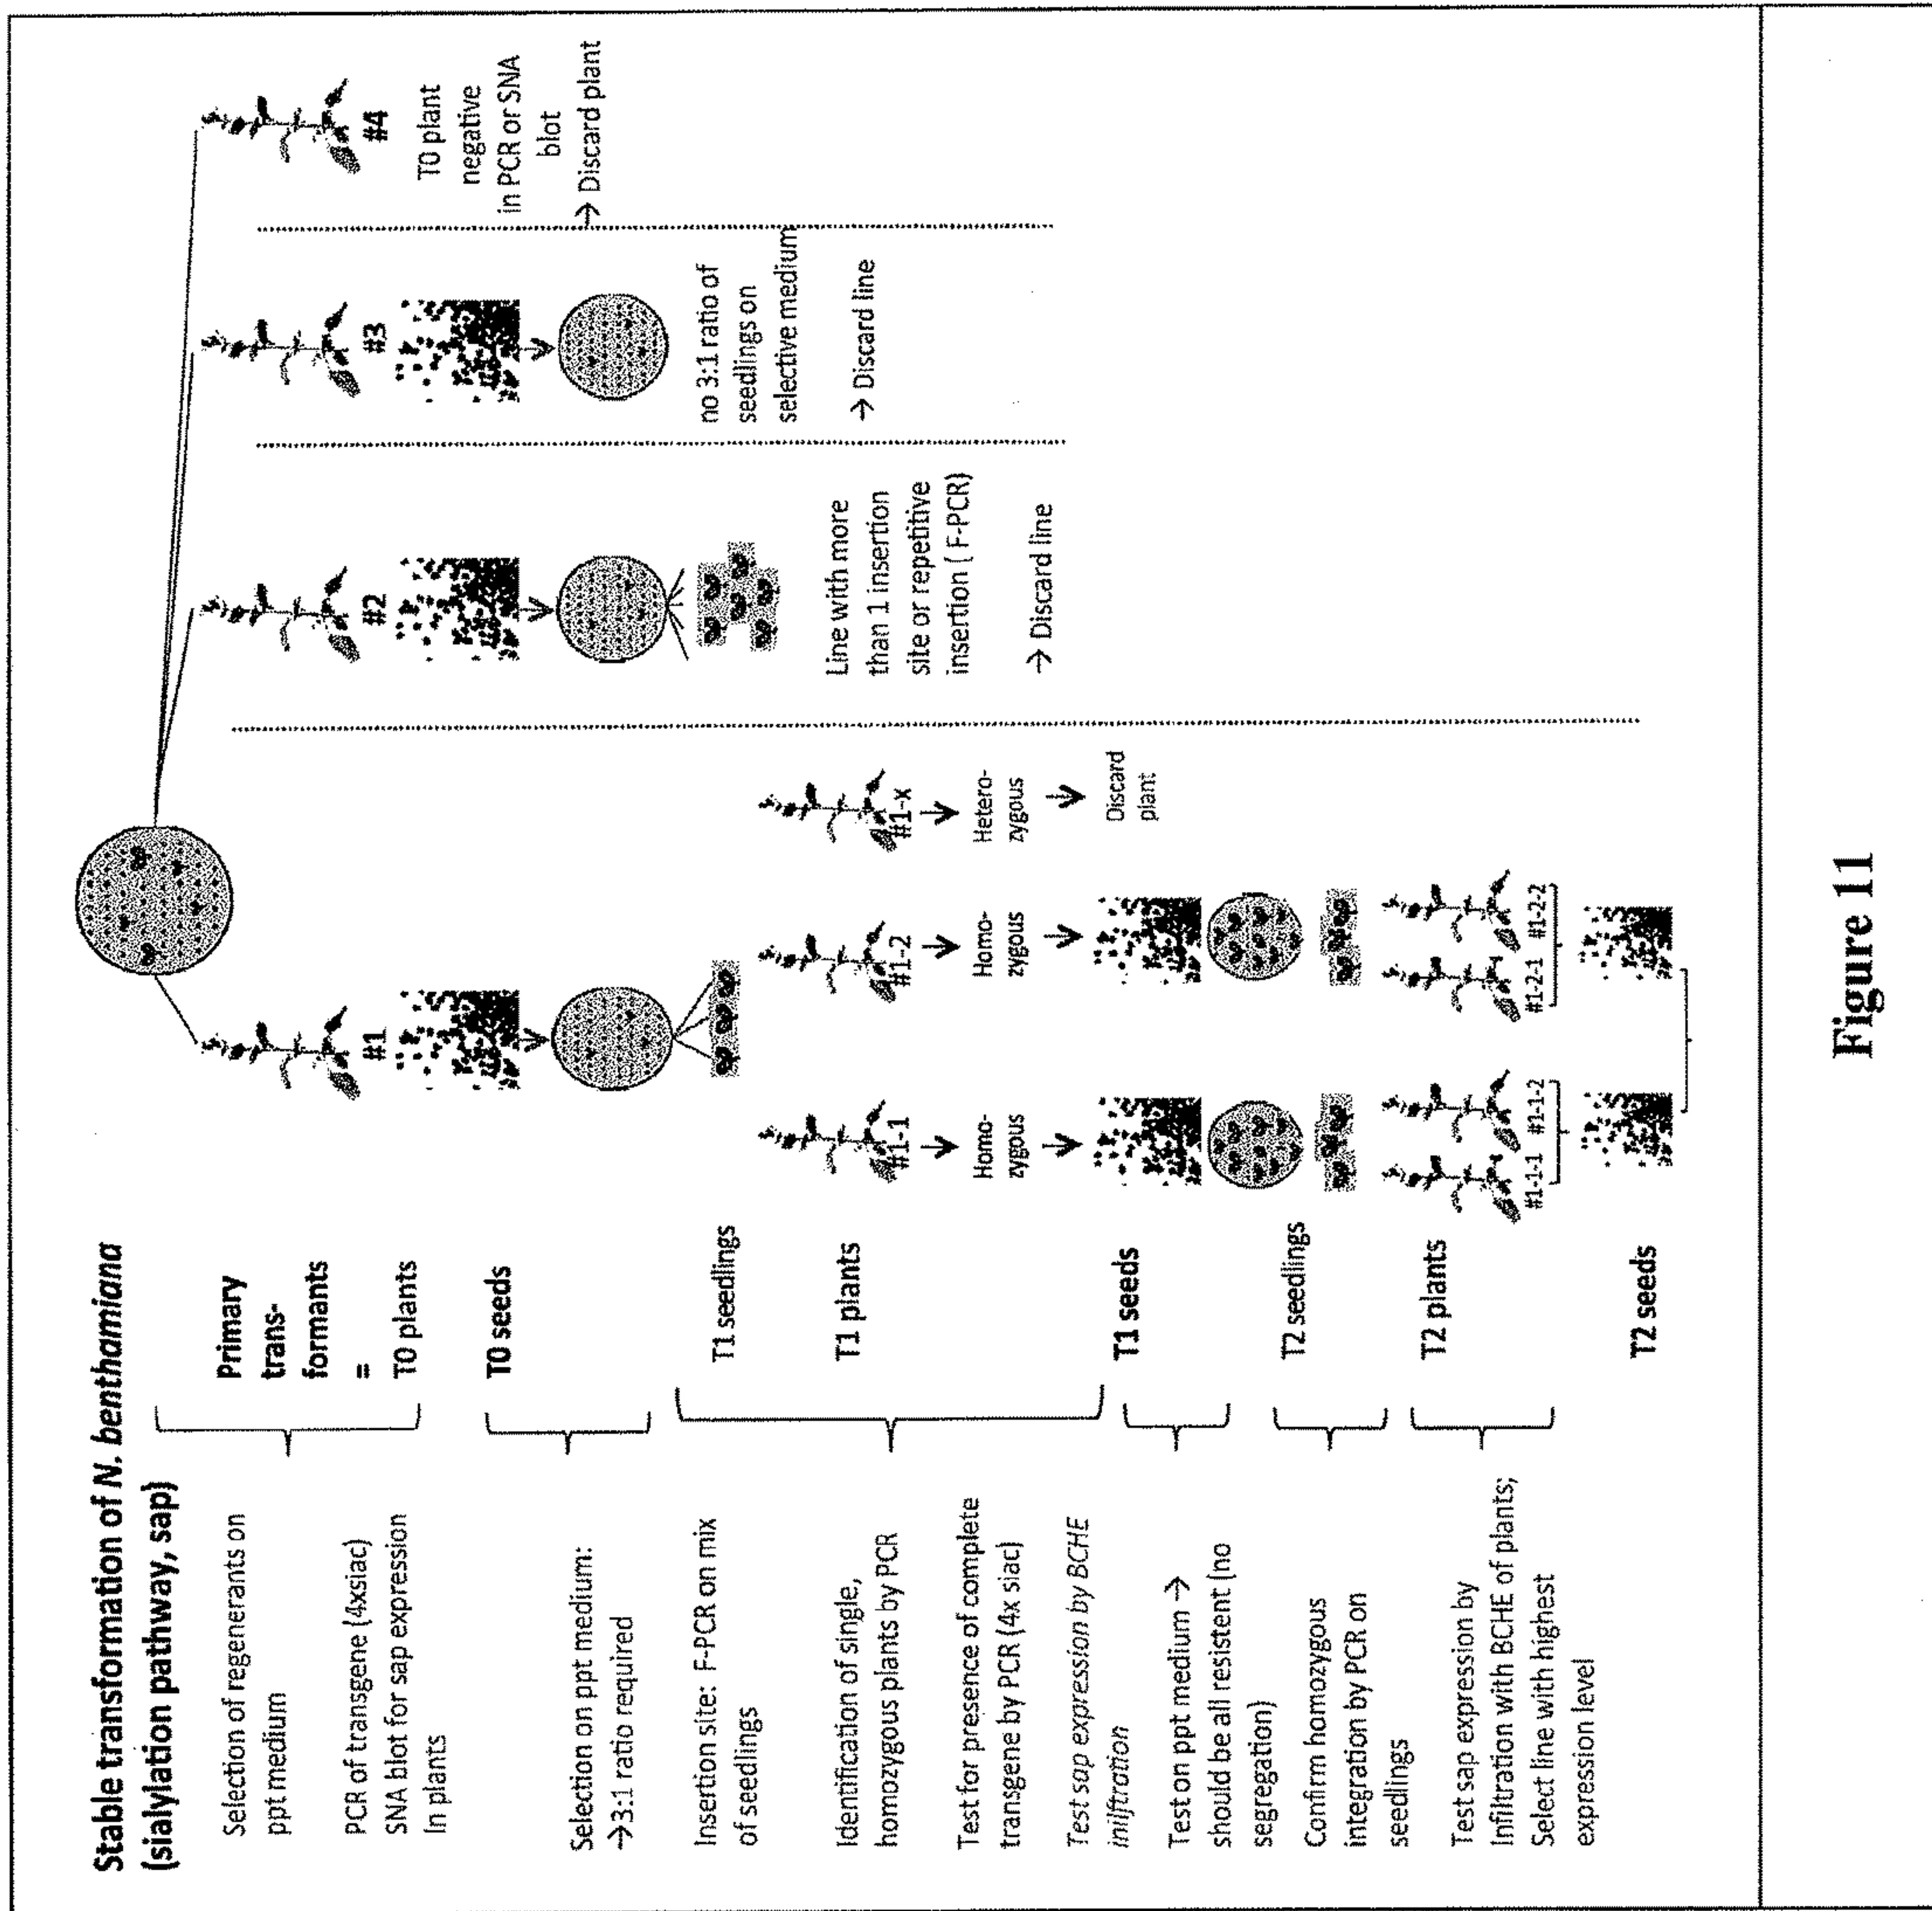 Stable transformation of N. benthamiana
(sialylation pathway, sap)
Selection of regenerants on
ppt medium
PCR of transgene (4xsiac)
SNA blot for sap expression
In plants
Selection on ppt medium:
→3:1 ratio required
Insertion site: F-PCR on mix
of seedlings
Identification of single,
homozygous plants by PCR
Test for presence of complete
transgene by PCR (4x siac)
Test sap expression by BCHE
inilftration
Test on ppt medium →
should be all resistent (no
segregation)
Confirm homozygous
integration by PCR on
seedlings
Test sap expression by
Infiltration with BCHE of plants;
Select line with highest
expression level
Primary
trans-
formants
=
T0 plants
T0 seeds
T1 seedlings
T1 plants
T1 seeds
T2 seedlings
T2 plants
T2 seeds
#1
#1-1
Homo-
zygous
#1-2
Homo-
zygous
#1-x
Hetero-
zygous
Discard
plant
#1-1-1 #1-1-2
#1-2-1 #1-2-2
#2
Line with more
than 1 insertion
site or repetitive
insertion ( F-PCR)
→ Discard line
#3
no 3:1 ratio of
seedlings on
selective medium
→ Discard line
#4
T0 plant
negative
in PCR or SNA
blot
→ Discard plant
Figure 11